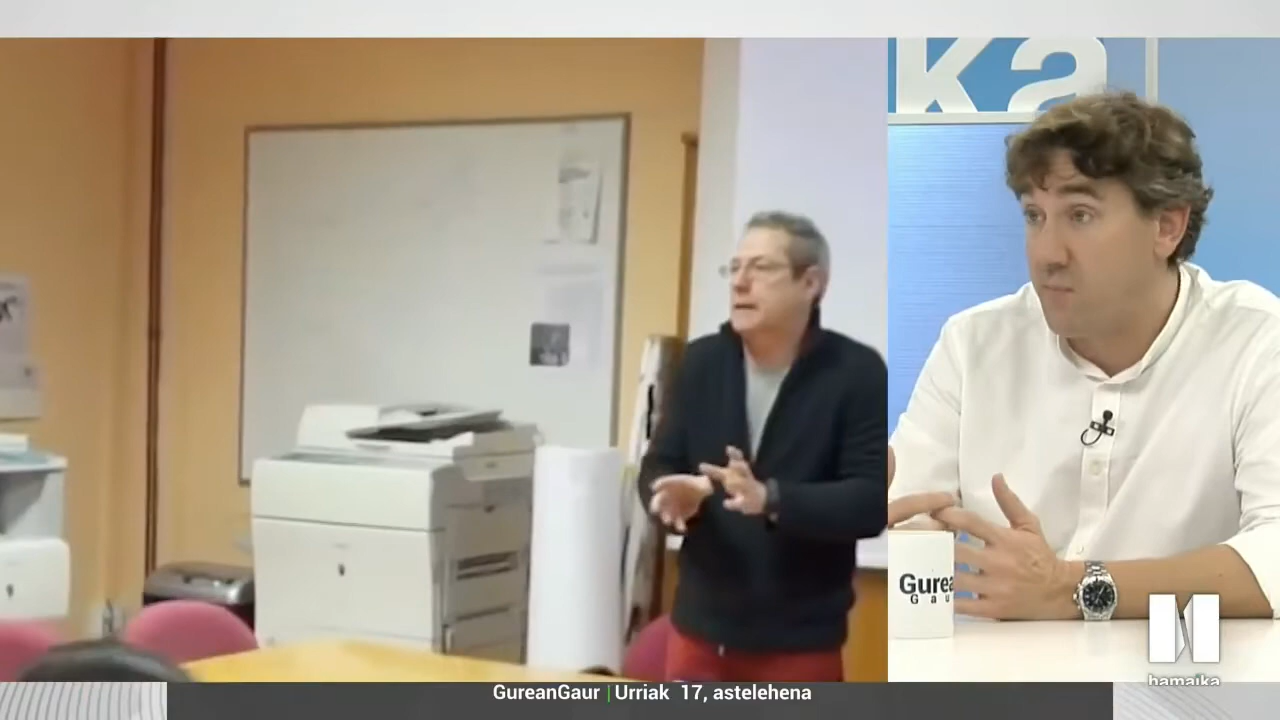 ka
Gurea
Gau
hamaika
GureanGaur | Urriak 17, astelehena